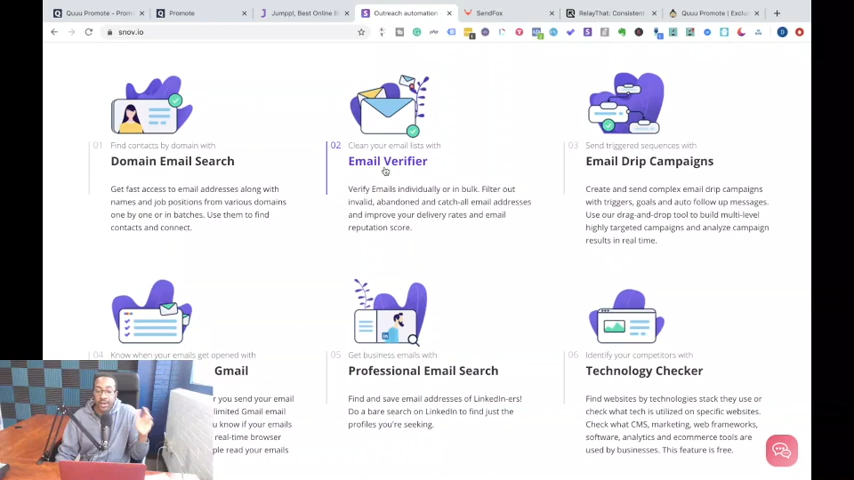 Quuu Promote - Prom
Promote
Jumppl, Best Online B
Outreach automation
SendFox
RelayThat: Consistent
Quuu Promote | Exclus
snov.io
01 Find contacts by domain with
Domain Email Search
Get fast access to email addresses along with
names and job positions from various domains
one by one or in batches. Use them to find
contacts and connect.
02 Clean your email lists with
Email Verifier
Verify Emails individually or in bulk. Filter out
invalid, abandoned and catch-all email addresses
and improve your delivery rates and email
reputation score.
03 Send triggered sequences with
Email Drip Campaigns
Create and send complex email drip campaigns
with triggers, goals and auto follow up messages.
Use our drag-and-drop tool to build multi-level
highly targeted campaigns and analyze campaign
results in real time.
04 Know when your emails get opened with
Gmail
you send your email
limited Gmail email
you know if your emails
real-time browser
ple read your emails
05 Get business emails with
Professional Email Search
Find and save email addresses of LinkedIn-ers!
Do a bare search on LinkedIn to find just the
profiles you're seeking.
06 Identify your competitors with
Technology Checker
Find websites by technologies stack they use or
check what tech is utilized on specific websites.
Check what CMS, marketing, web frameworks,
software, analytics and ecommerce tools are
used by businesses. This feature is free.